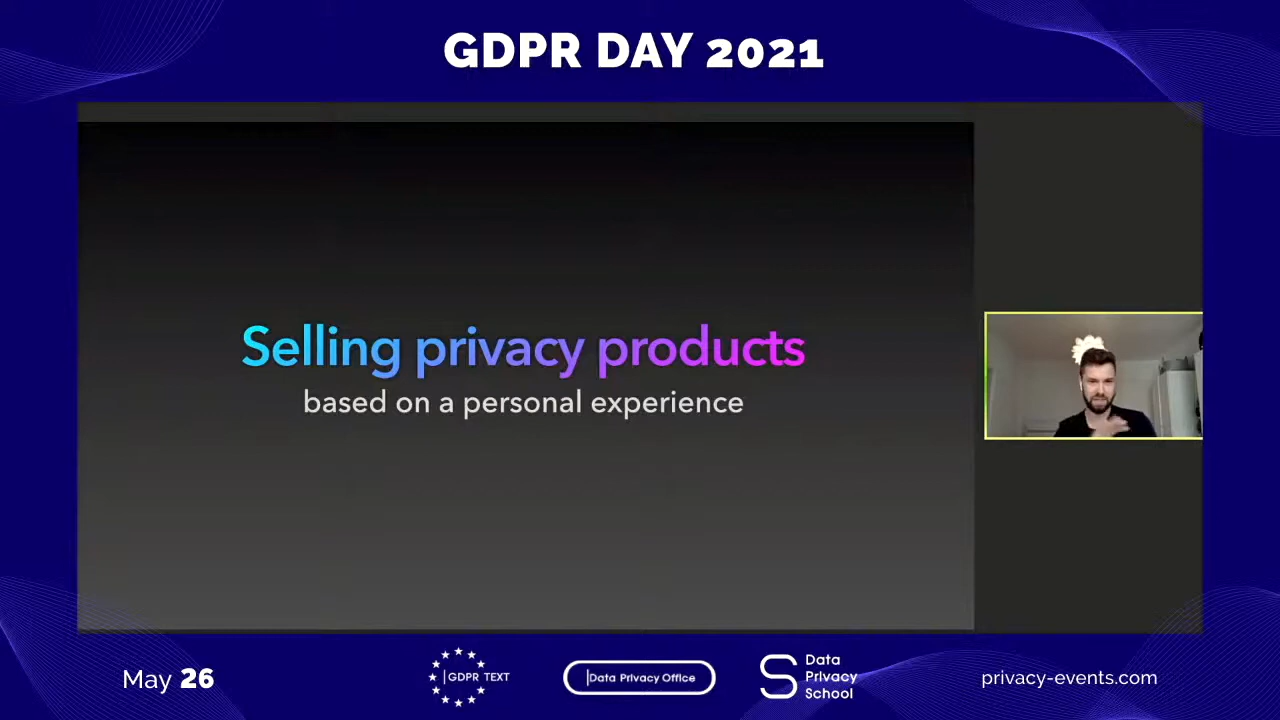 GDPR DAY 2021
Selling privacy products
based on a personal experience
May 26
GDPR TEXT
Data Privacy Office
Data
Privacy
School
privacy-events.com